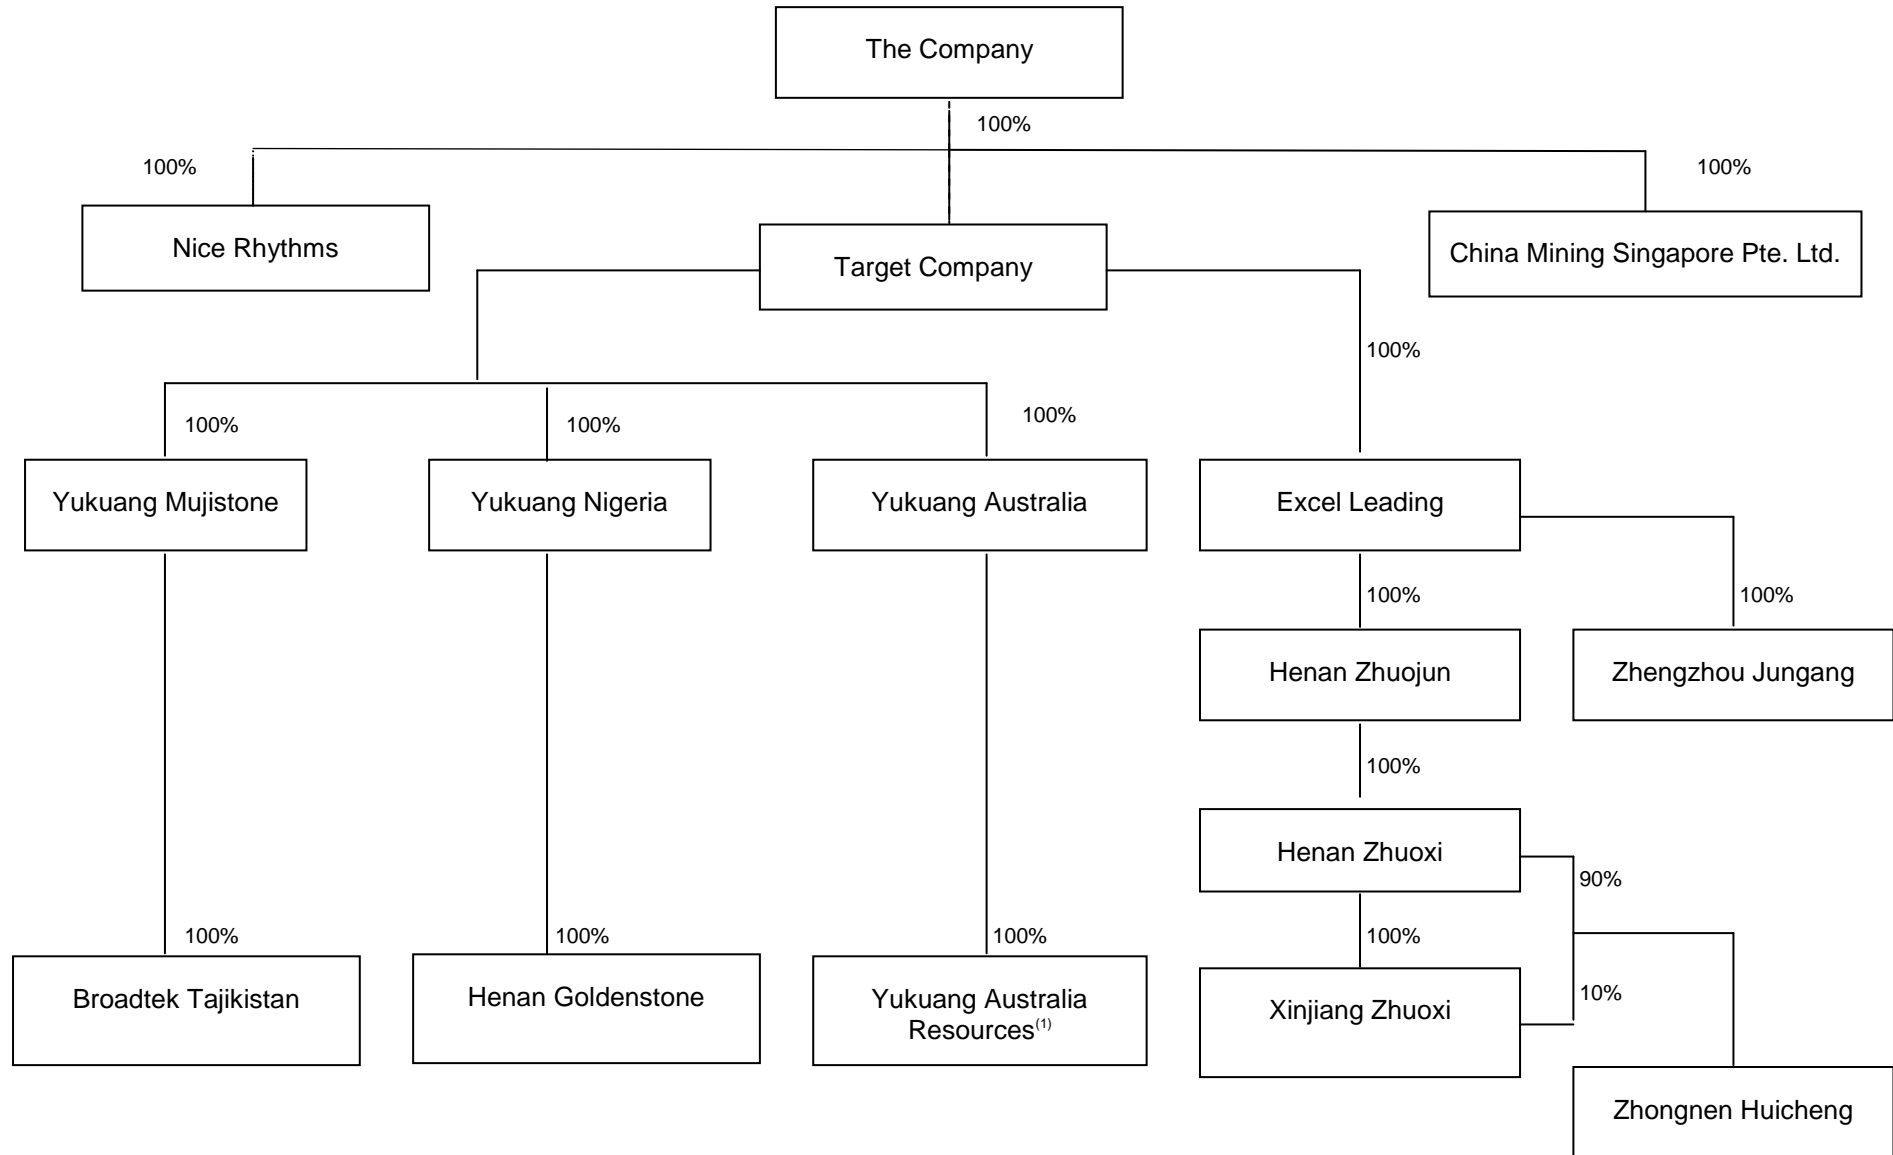 The Company
100%
100%
100%
Nice Rhythms
Target Company
China Mining Singapore Pte. Ltd.
100%
100%
100%
100%
Yukuang Mujistone
Yukuang Nigeria
Yukuang Australia
Excel Leading
100%
100%
Henan Zhuojun
Zhengzhou Jungang
100%
Henan Zhuoxi
90%
100%
100%
100%
100%
10%
Broadtek Tajikistan
Henan Goldenstone
Yukuang Australia
Resources(1)
Xinjiang Zhuoxi
Zhongnen Huicheng